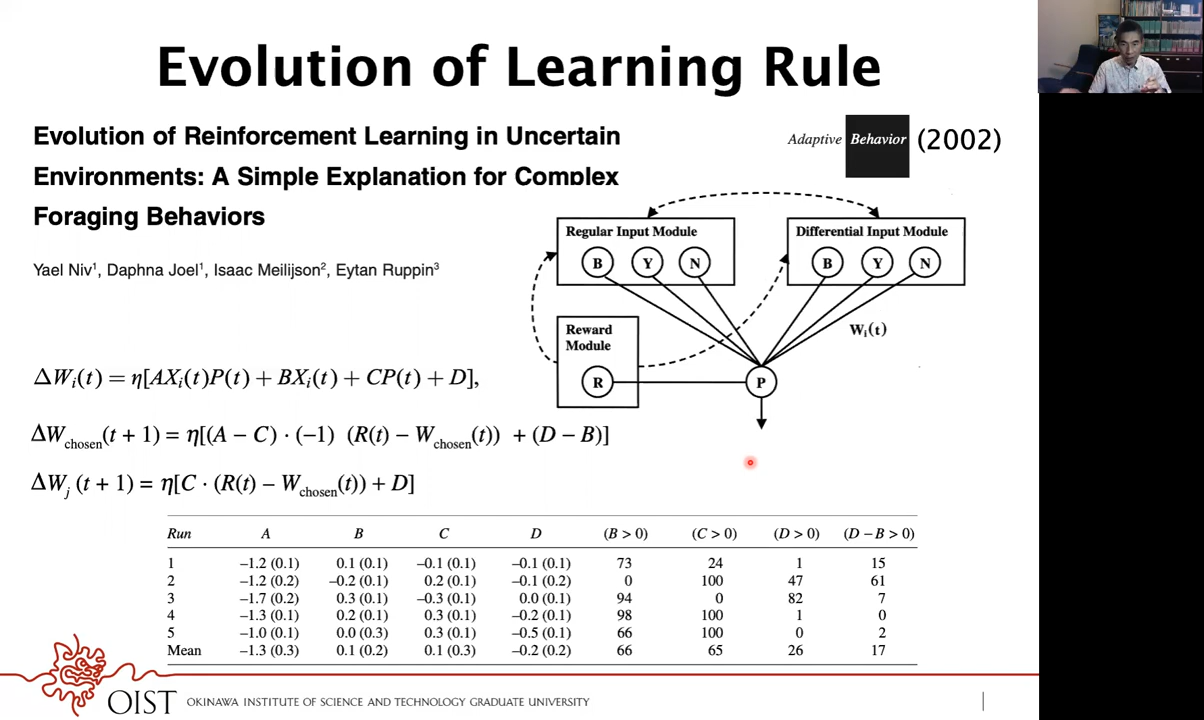 Evolution of Learning Rule
Evolution of Reinforcement Learning in Uncertain
Environments: A Simple Explanation for Complex
Foraging Behaviors
Adaptive Behavior (2002)
Yael Niv¹, Daphna Joel¹, Isaac Meilijson², Eytan Ruppin³
Regular Input Module
B Y N
Differential Input Module
B Y N
Reward
Module
R
Wᵢ(t)
P
ΔWᵢ(t) = η[AXᵢ(t)P(t) + BXᵢ(t) + CP(t) + D],
ΔW_chosen(t + 1) = η[(A − C) · (−1) (R(t) − W_chosen(t)) + (D − B)]
ΔWⱼ (t + 1) = η[C · (R(t) − W_chosen(t)) + D]
Run A B C D (B > 0) (C > 0) (D > 0) (D − B > 0)
1 −1.2 (0.1) 0.1 (0.1) −0.1 (0.1) −0.1 (0.1) 73 24 1 15
2 −1.2 (0.2) −0.2 (0.1) 0.2 (0.1) −0.1 (0.2) 0 100 47 61
3 −1.7 (0.2) 0.3 (0.1) −0.3 (0.1) 0.0 (0.1) 94 0 82 7
4 −1.3 (0.1) 0.2 (0.1) 0.3 (0.1) −0.2 (0.1) 98 100 1 0
5 −1.0 (0.1) 0.0 (0.3) 0.3 (0.1) −0.5 (0.1) 66 100 0 2
Mean −1.3 (0.3) 0.1 (0.2) 0.1 (0.3) −0.2 (0.2) 66 65 26 17
OIST OKINAWA INSTITUTE OF SCIENCE AND TECHNOLOGY GRADUATE UNIVERSITY